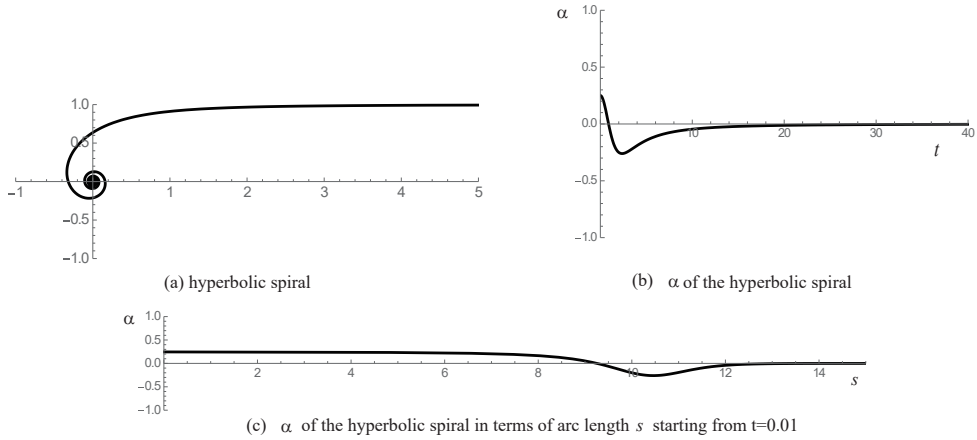 1.0
0.5
−1 1 2 3 4 5
−0.5
−1.0
(a) hyperbolic spiral
α
1.0
0.5
0.0
10 20 30 40
t
−0.5
−1.0
(b) α of the hyperbolic spiral
α
1.0
0.5
0.0
2 4 6 8 10 12 14
s
−0.5
−1.0
(c) α of the hyperbolic spiral in terms of arc length s starting from t=0.01